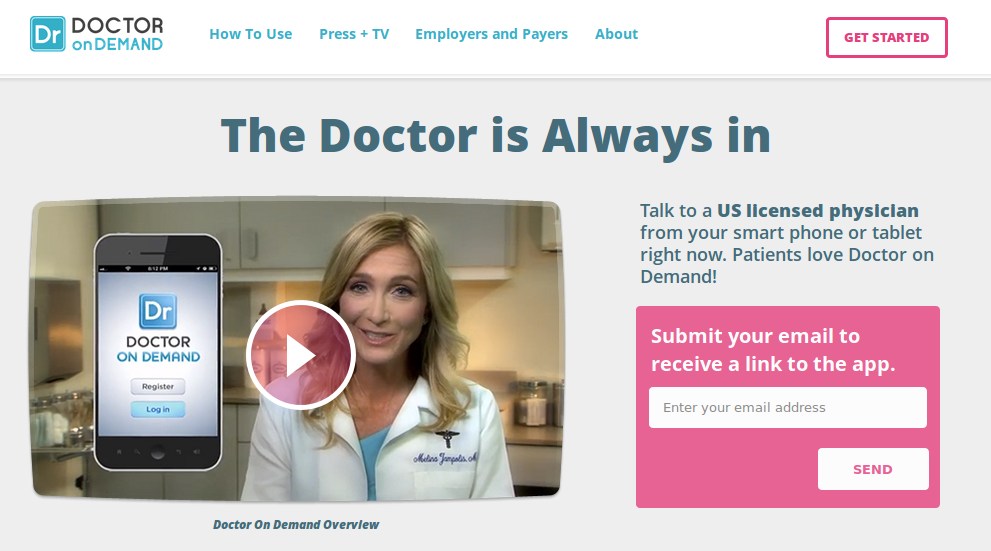 Dr DOCTOR
on DEMAND
How To Use
Press + TV
Employers and Payers
About
GET STARTED
The Doctor is Always in
6:12 PM
Dr
DOCTOR
ON DEMAND
Register
Log in
Melina Jampolis, M
Doctor On Demand Overview
Talk to a US licensed physician
from your smart phone or tablet
right now. Patients love Doctor on
Demand!
Submit your email to
receive a link to the app.
Enter your email address
SEND